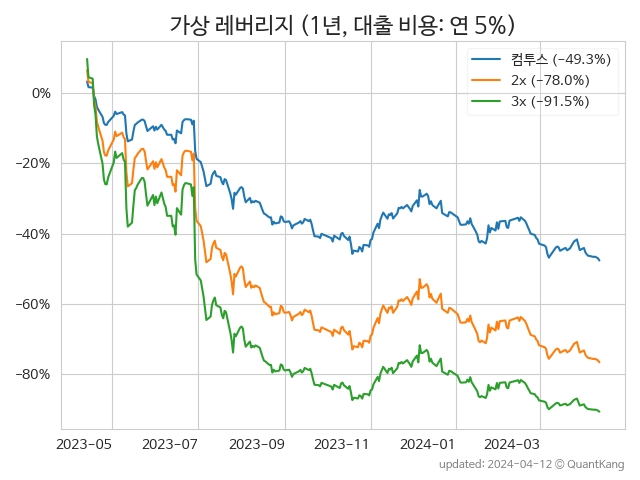 가상 레버리지 (1년, 대출 비용: 연 5%)
컴투스 (−49.3%)
2x (−78.0%)
3x (−91.5%)
0%
−20%
−40%
−60%
−80%
2023-05 2023-07 2023-09 2023-11 2024-01 2024-03
updated: 2024-04-12 © QuantKang